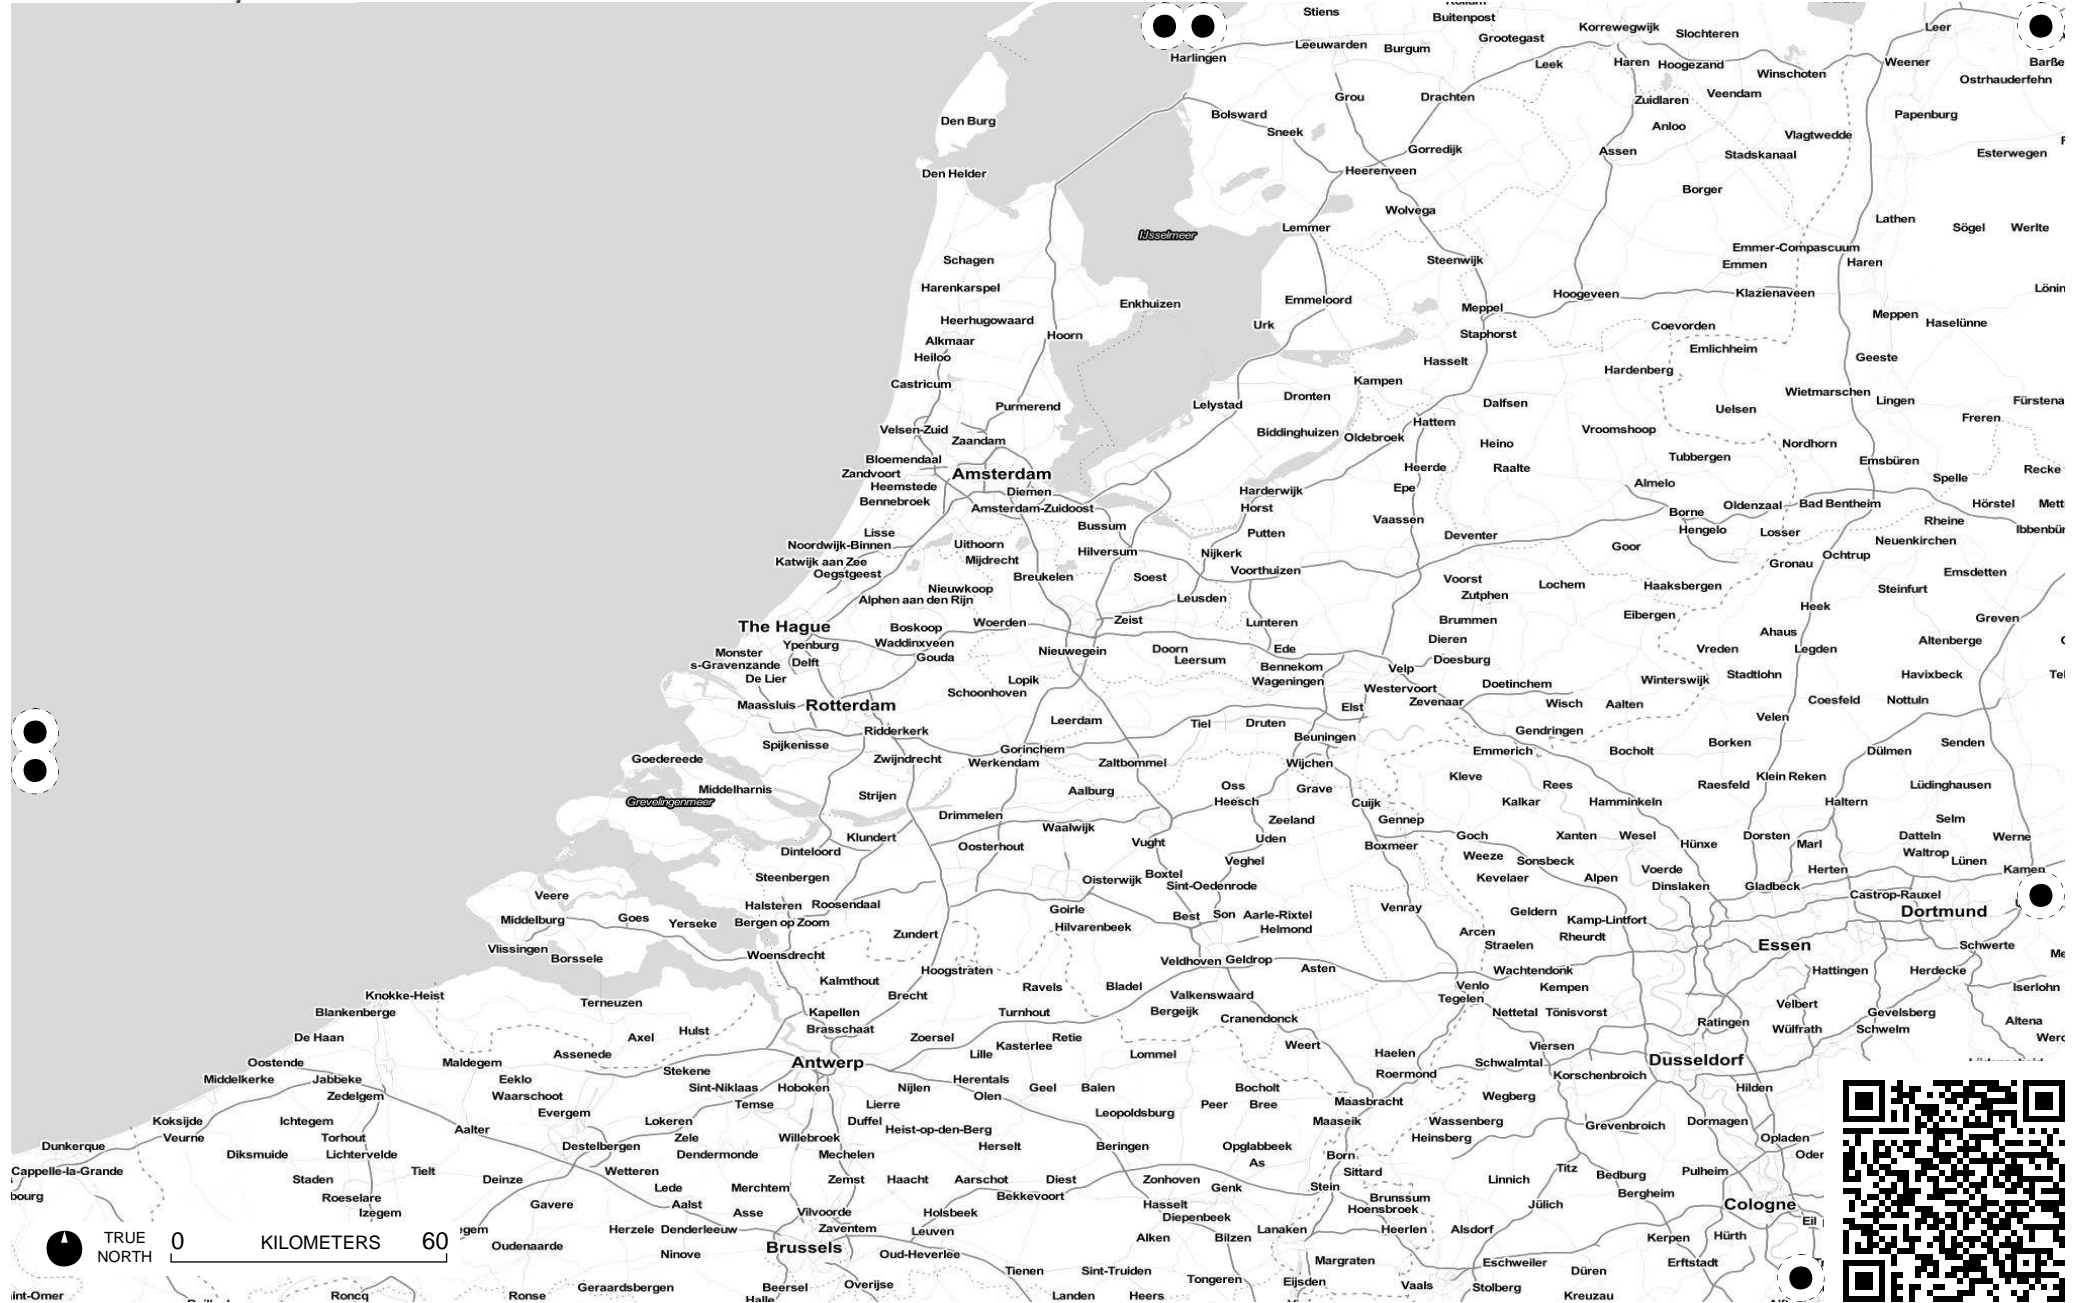 Stiens
Buitenpost
Korrewegwijk
Slochteren
Leer
Leeuwarden
Burgum
Grootegast
Harlingen
Leek
Haren
Hoogezand
Winschoten
Weener
Barße
Ostrhauderfehn
Grou
Drachten
Zuidlaren
Veendam
Bolsward
Papenburg
Den Burg
Sneek
Anloo
Vlagtwedde
Gorredijk
Assen
Stadskanaal
Esterwegen
Den Helder
Heerenveen
Borger
Wolvega
Lathen
Lemmer
Sögel
Werlte
IJsselmeer
Emmer-Compascuum
Schagen
Steenwijk
Emmen
Haren
Harenkarspel
Enkhuizen
Emmeloord
Hoogeveen
Klazienaveen
Lönin
Meppel
Meppen
Heerhugowaard
Urk
Coevorden
Haselünne
Hoorn
Staphorst
Alkmaar
Emlichheim
Heiloo
Hasselt
Geeste
Hardenberg
Castricum
Kampen
Wietmarschen
Dronten
Lingen
Fürstena
Purmerend
Lelystad
Dalfsen
Uelsen
Freren
Hattem
Velsen-Zuid
Biddinghuizen
Oldebroek
Vroomshoop
Zaandam
Heino
Nordhorn
Bloemendaal
Tubbergen
Emsbüren
Zandvoort
Amsterdam
Heerde
Raalte
Recke
Heemstede
Diemen
Harderwijk
Epe
Almelo
Spelle
Bennebroek
Amsterdam-Zuidoost
Horst
Borne
Oldenzaal
Bad Bentheim
Hörstel
Mett
Bussum
Vaassen
Rheine
Lisse
Putten
Deventer
Hengelo
Losser
Ibbenbür
Noordwijk-Binnen
Uithoorn
Hilversum
Nijkerk
Goor
Ochtrup
Neuenkirchen
Katwijk aan Zee
Mijdrecht
Gronau
Oegstgeest
Breukelen
Soest
Voorthuizen
Voorst
Lochem
Haaksbergen
Emsdetten
Nieuwkoop
Zutphen
Steinfurt
Alphen aan den Rijn
Leusden
Heek
The Hague
Boskoop
Woerden
Zeist
Lunteren
Brummen
Eibergen
Greven
Ypenburg
Waddinxveen
Dieren
Ahaus
Altenberge
Monster
Gouda
Nieuwegein
Doorn
Ede
Vreden
Legden
s-Gravenzande
Delft
Leersum
Bennekom
Velp
Doesburg
De Lier
Lopik
Wageningen
Westervoort
Doetinchem
Winterswijk
Stadtlohn
Havixbeck
Tel
Maassluis
Rotterdam
Schoonhoven
Elst
Zevenaar
Wisch
Aalten
Coesfeld
Nottuln
Leerdam
Tiel
Druten
Velen
Ridderkerk
Gendringen
Spijkenisse
Gorinchem
Beuningen
Emmerich
Bocholt
Borken
Dülmen
Senden
Goedereede
Zwijndrecht
Werkendam
Zaltbommel
Wijchen
Middelharnis
Kleve
Rees
Raesfeld
Klein Reken
Lüdinghausen
Grevelingenmeer
Strijen
Aalburg
Oss
Grave
Heesch
Cuijk
Kalkar
Hamminkeln
Haltern
Drimmelen
Waalwijk
Zeeland
Gennep
Selm
Klundert
Oosterhout
Vught
Uden
Boxmeer
Goch
Xanten
Wesel
Hünxe
Dorsten
Marl
Datteln
Werne
Dinteloord
Veghel
Weeze
Sonsbeck
Waltrop
Lünen
Steenbergen
Oisterwijk
Boxtel
Kevelaer
Alpen
Voerde
Herten
Kamen
Veere
Sint-Oedenrode
Dinslaken
Gladbeck
Castrop-Rauxel
Halsteren
Roosendaal
Goirle
Best
Son
Aarle-Rixtel
Venray
Geldern
Kamp-Lintfort
Dortmund
Middelburg
Goes
Yerseke
Bergen op Zoom
Hilvarenbeek
Helmond
Arcen
Rheurdt
Zundert
Vlissingen
Borssele
Woensdrecht
Straelen
Essen
Schwerte
Me
Hoogstraten
Veldhoven
Geldrop
Asten
Wachtendonk
Hattingen
Herdecke
Kalmthout
Ravels
Bladel
Venlo
Kempen
Iserlohn
Knokke-Heist
Terneuzen
Brecht
Valkenswaard
Tegelen
Velbert
Blankenberge
Kapellen
Turnhout
Bergeijk
Cranendonck
Nettetal
Tönisvorst
Gevelsberg
De Haan
Axel
Hulst
Brasschaat
Zoersel
Kasterlee
Retie
Weert
Ratingen
Wülfrath
Schwelm
Altena
Werd
Oostende
Maldegem
Assenede
Antwerp
Lille
Lommel
Haelen
Viersen
Schwalmtal
Dusseldorf
Middelkerke
Jabbeke
Eeklo
Stekene
Roermond
Korschenbroich
Zedelgem
Waarschoot
Sint-Niklaas
Hoboken
Nijlen
Herentals
Geel
Balen
Bocholt
Hilden
Temse
Lierre
Olen
Peer
Bree
Maasbracht
Wegberg
Koksijde
Ichtegem
Evergem
Lokeren
Duffel
Leopoldsburg
Maaseik
Wassenberg
Grevenbroich
Dormagen
Veurne
Torhout
Aalter
Zele
Willebroek
Heist-op-den-Berg
Heinsberg
Opladen
Dunkerque
Diksmuide
Lichtervelde
Destelbergen
Dendermonde
Mechelen
Herselt
Beringen
Opglabbeek
Born
Oder
Cappelle-la-Grande
Staden
Tielt
Deinze
Wetteren
As
Sittard
Titz
Bedburg
Pulheim
bourg
Roeselare
Lede
Merchtem
Zemst
Haacht
Aarschot
Diest
Zonhoven
Genk
Stein
Linnich
Bergheim
Izegem
Gavere
Aalst
Bekkevoort
Hasselt
Brunssum
Jülich
Cologne
Asse
Vilvoorde
Holsbeek
Diepenbeek
Hoensbroek
Eil
egem
Herzele
Denderleeuw
Zaventem
Leuven
Lanaken
Heerlen
Alsdorf
TRUE
NORTH
0
KILOMETERS
60
Oudenaarde
Ninove
Brussels
Oud-Heverlee
Alken
Bilzen
Kerpen
Hürth
Geraardsbergen
Beersel
Overijse
Tienen
Sint-Truiden
Tongeren
Margraten
Eschweiler
Düren
Erftstadt
int-Omer
Roncq
Ronse
Halle
Landen
Heers
Eijsden
Vaals
Stolberg
Kreuzau